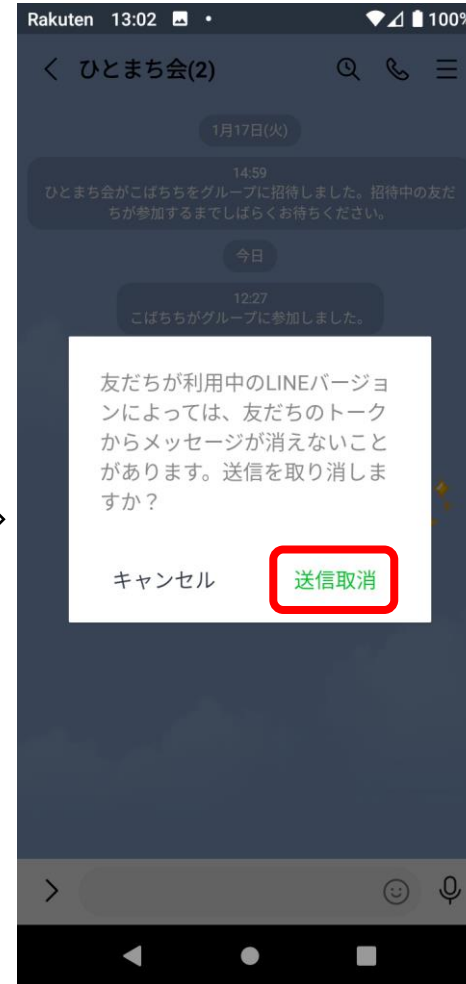 Rakuten 13:02 100%
ひとまち会(2)
1月17日(火)
14:59
ひとまち会がこばちちをグループに招待しました。招待中の友だ
ちが参加するまでしばらくお待ちください。
今日
12:27
こばちちがグループに参加しました。
友だちが利用中のLINEバージョ
ンによっては、友だちのトーク
からメッセージが消えないこと
があります。送信を取り消しま
すか？
キャンセル 送信取消